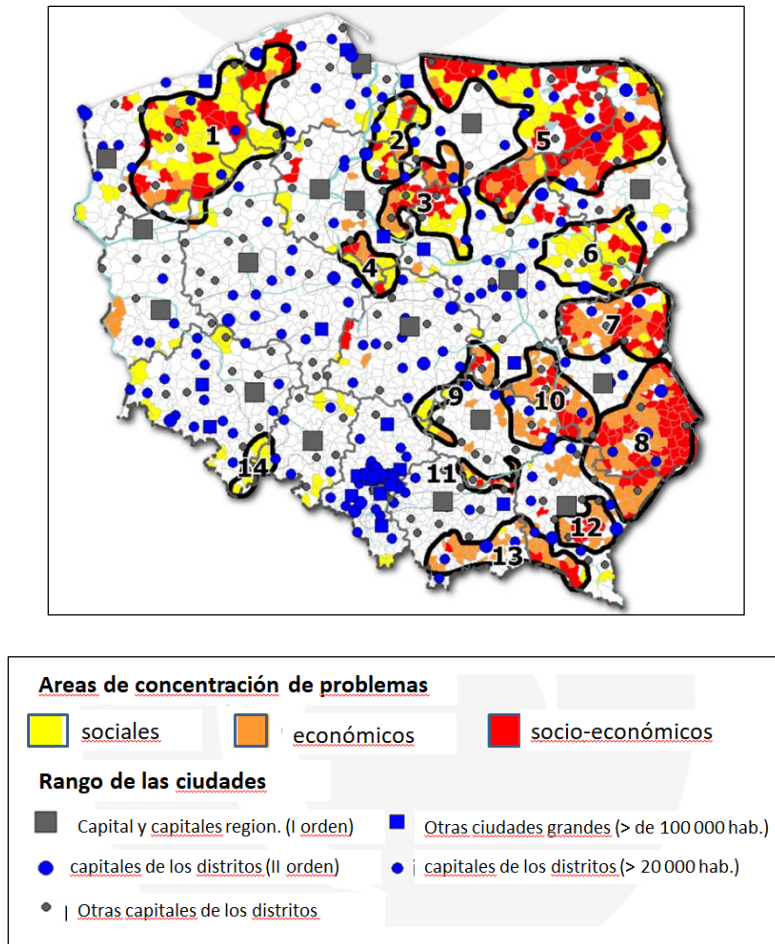 1
2
5
3
6
4
7
9
10
8
14
11
12
13
Areas de concentración de problemas
sociales
económicos
socio-económicos
Rango de las ciudades
Capital y capitales region. (I orden)
Otras ciudades grandes (> de 100 000 hab.)
capitales de los distritos (II orden)
capitales de los distritos (> 20 000 hab.)
Otras capitales de los distritos